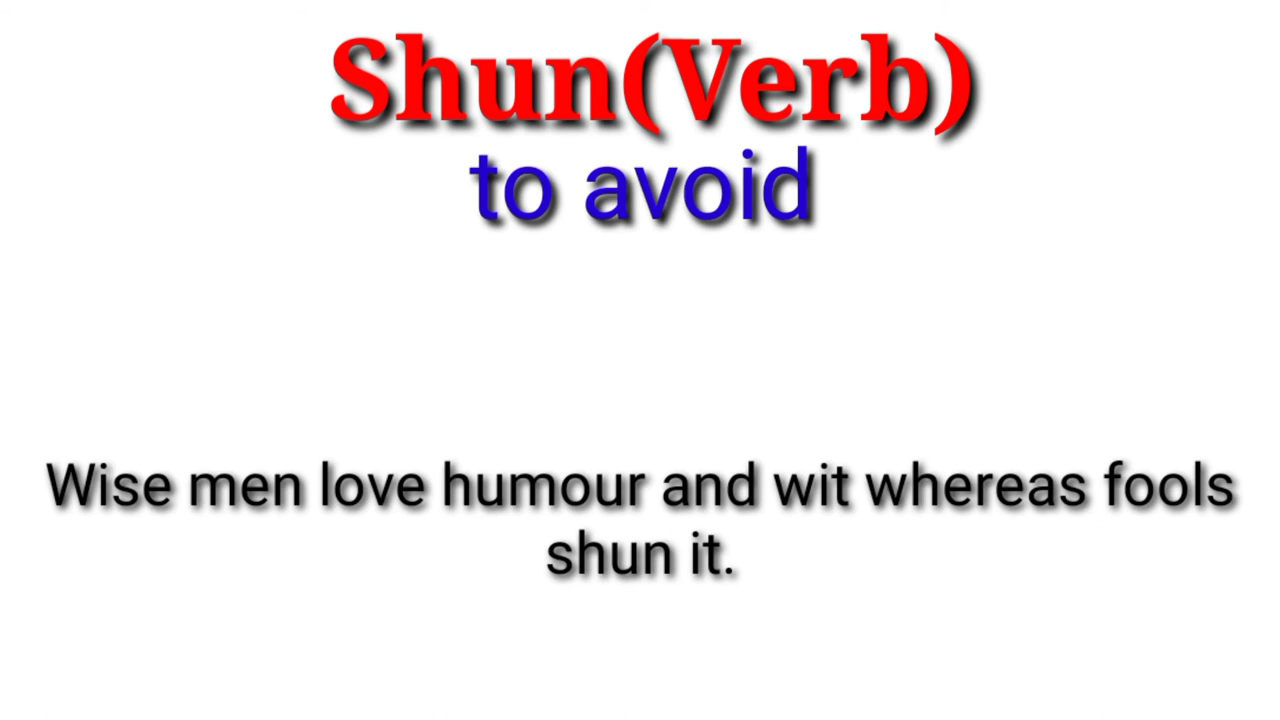 Shun(Verb)
to avoid
Wise men love humour and wit whereas fools
shun it.